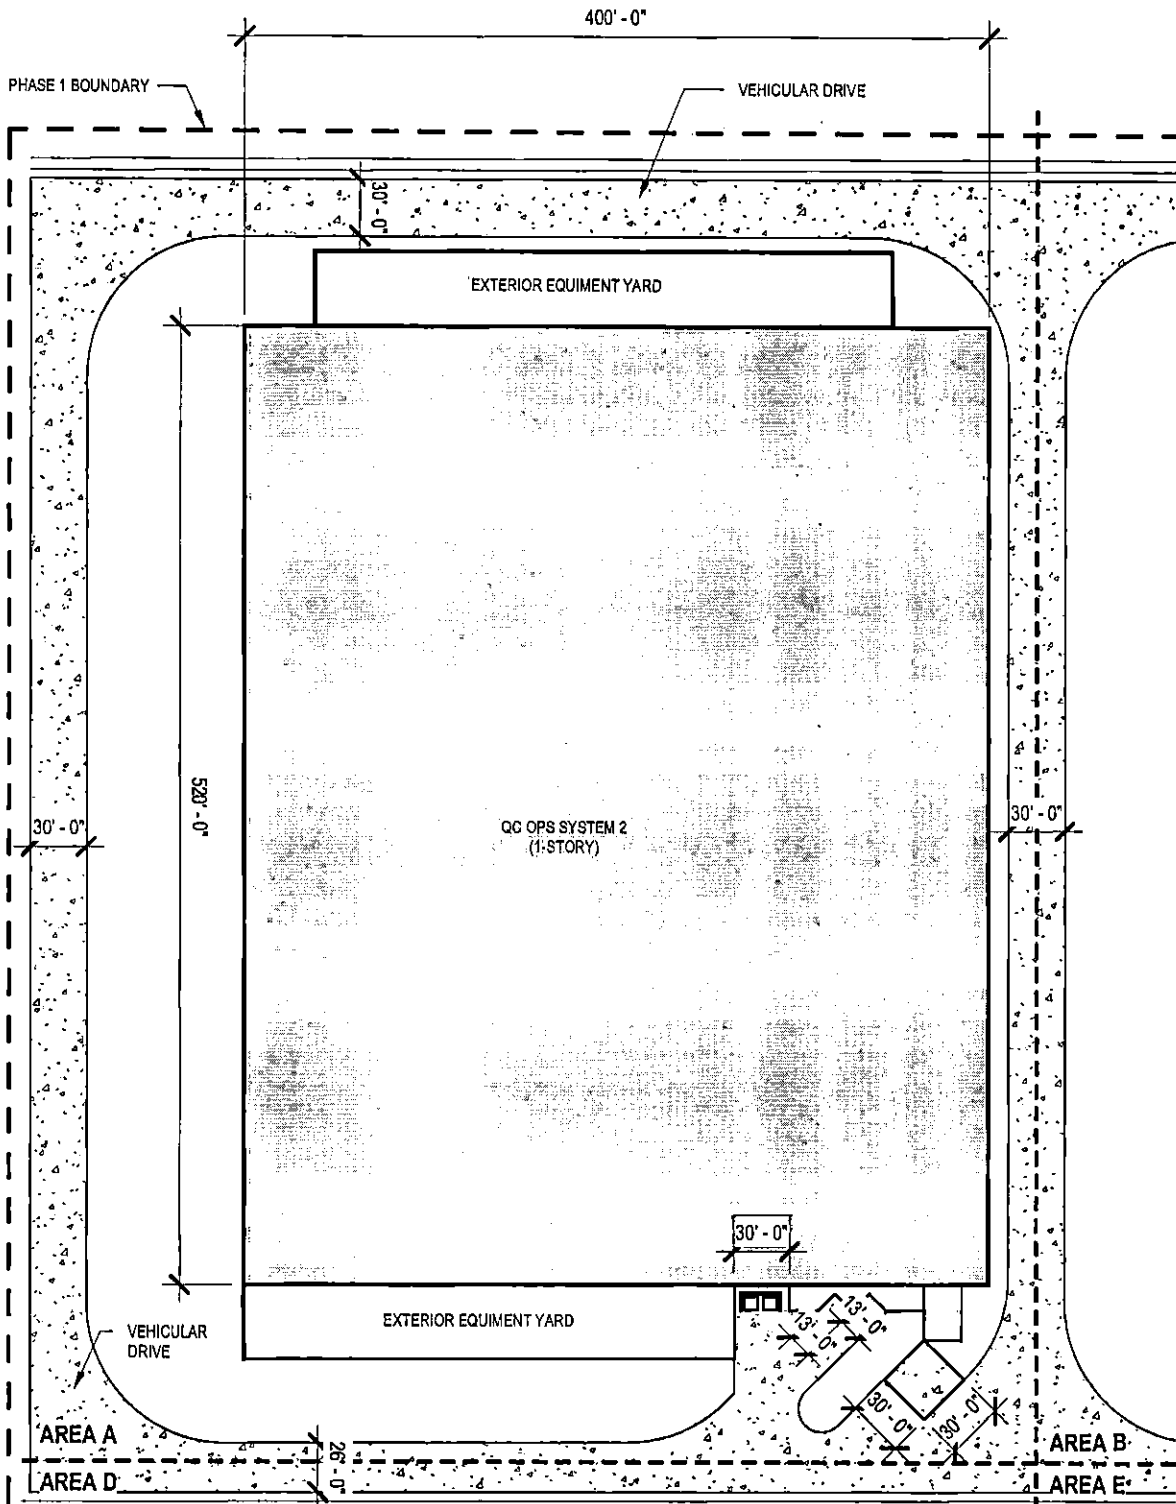 400' - 0"
PHASE 1 BOUNDARY
VEHICULAR DRIVE
30' - 0"
EXTERIOR EQUIMENT YARD
520' - 0"
30' - 0"
QC OPS SYSTEM 2
(1-STORY)
30' - 0"
30' - 0"
EXTERIOR EQUIMENT YARD
13' - 0"
13' - 0"
VEHICULAR
DRIVE
30' - 0"
30' - 0"
AREA A
AREA B
26' - 0"
AREA D
AREA E